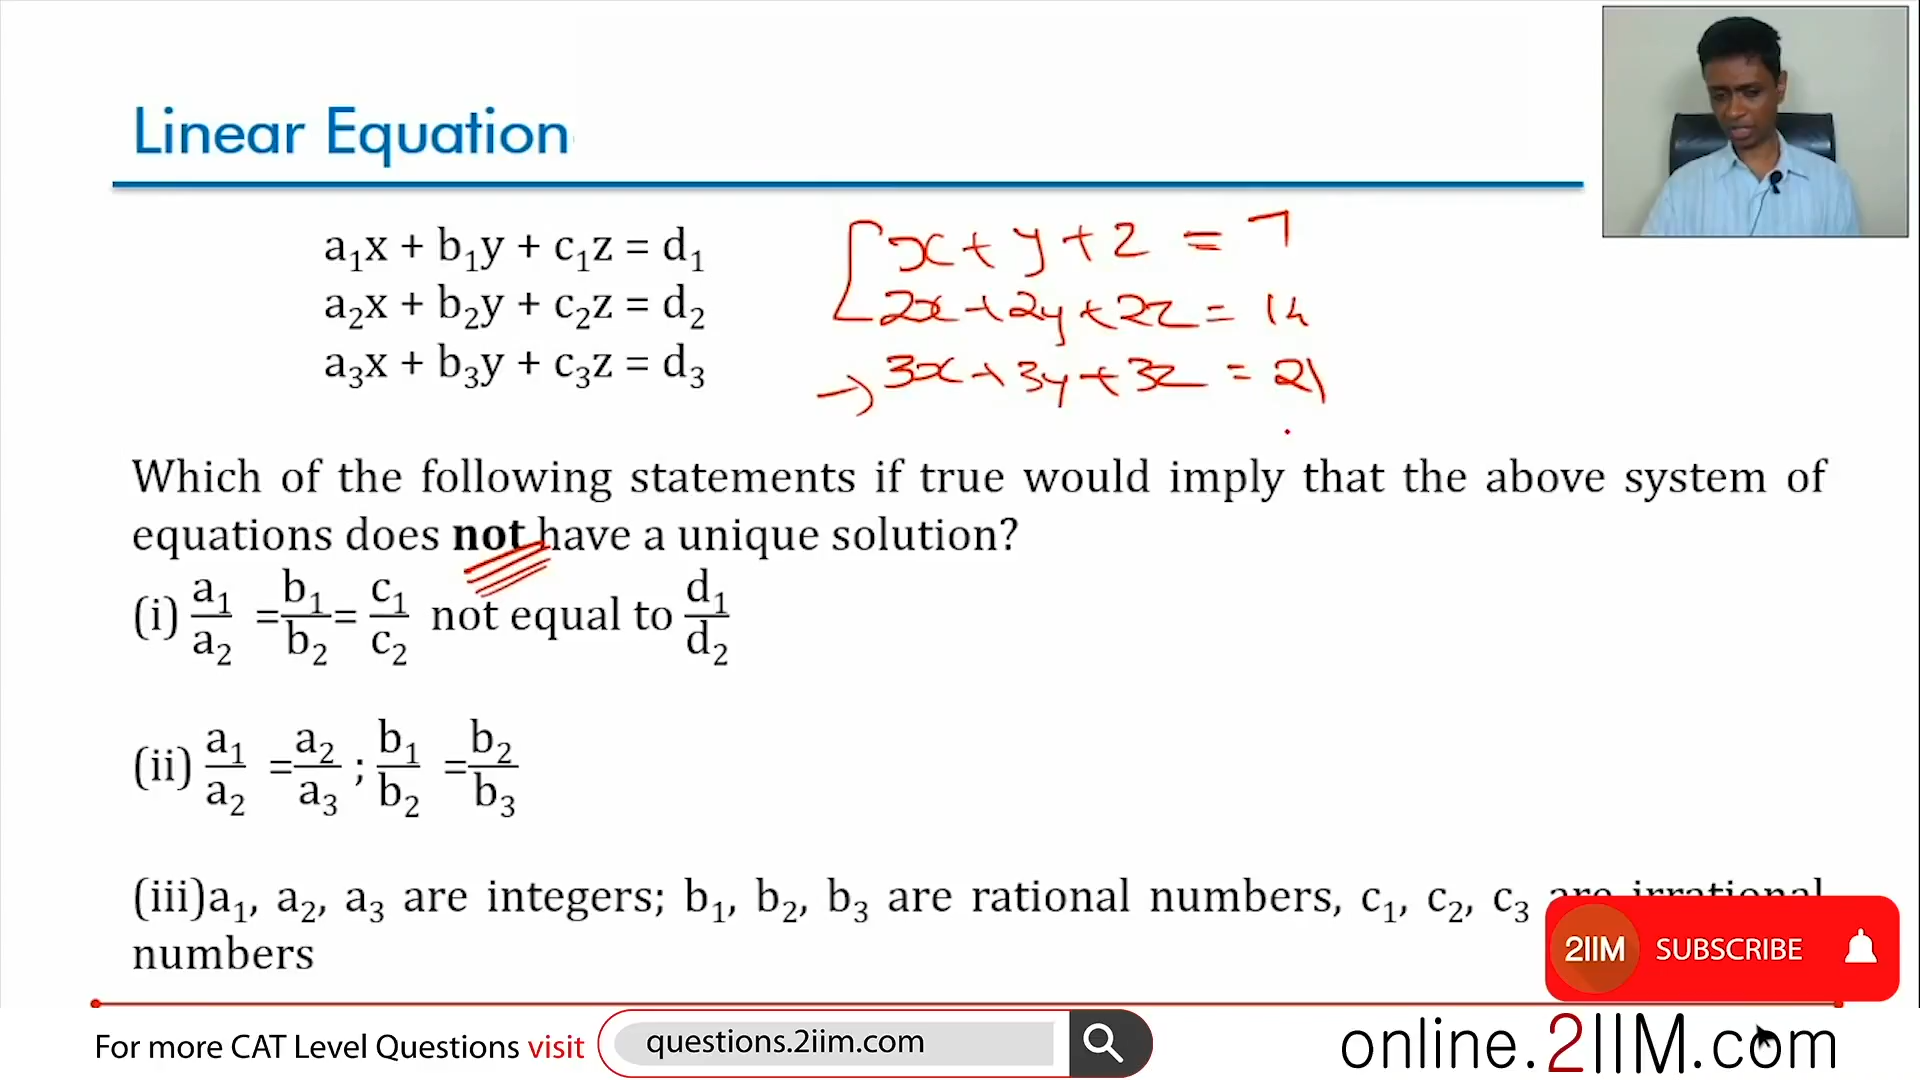 Linear Equation
a₁x + b₁y + c₁z = d₁
a₂x + b₂y + c₂z = d₂
a₃x + b₃y + c₃z = d₃
x + y + z = 7
2x + 2y + 2z = 14
→ 3x + 3y + 3z = 21
Which of the following statements if true would imply that the above system of
equations does not have a unique solution?
(i) a₁/a₂ = b₁/b₂ = c₁/c₂ not equal to d₁/d₂
(ii) a₁/a₂ = a₂/a₃ ; b₁/b₂ = b₂/b₃
(iii)a₁, a₂, a₃ are integers; b₁, b₂, b₃ are rational numbers, c₁, c₂, c₃ are irrational
numbers
2IIM SUBSCRIBE
For more CAT Level Questions visit questions.2iim.com
online.2IIM.com